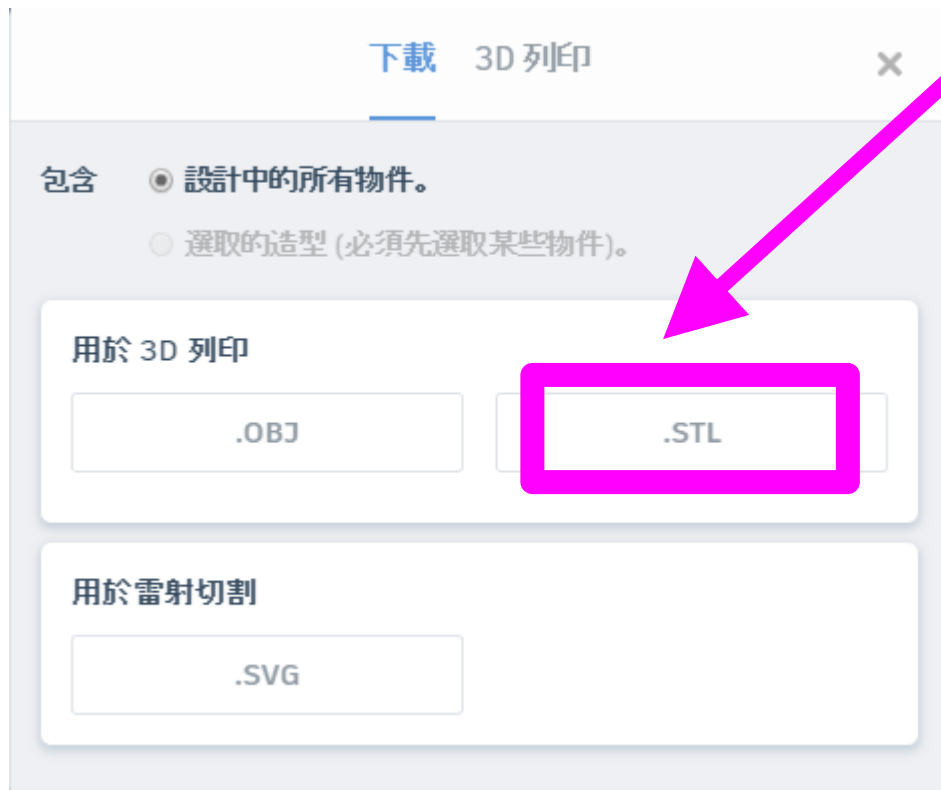 下載 3D 列印 ×
包含 設計中的所有物件。
選取的造型 (必須先選取某些物件)。
用於 3D 列印
.OBJ .STL
用於雷射切割
.SVG